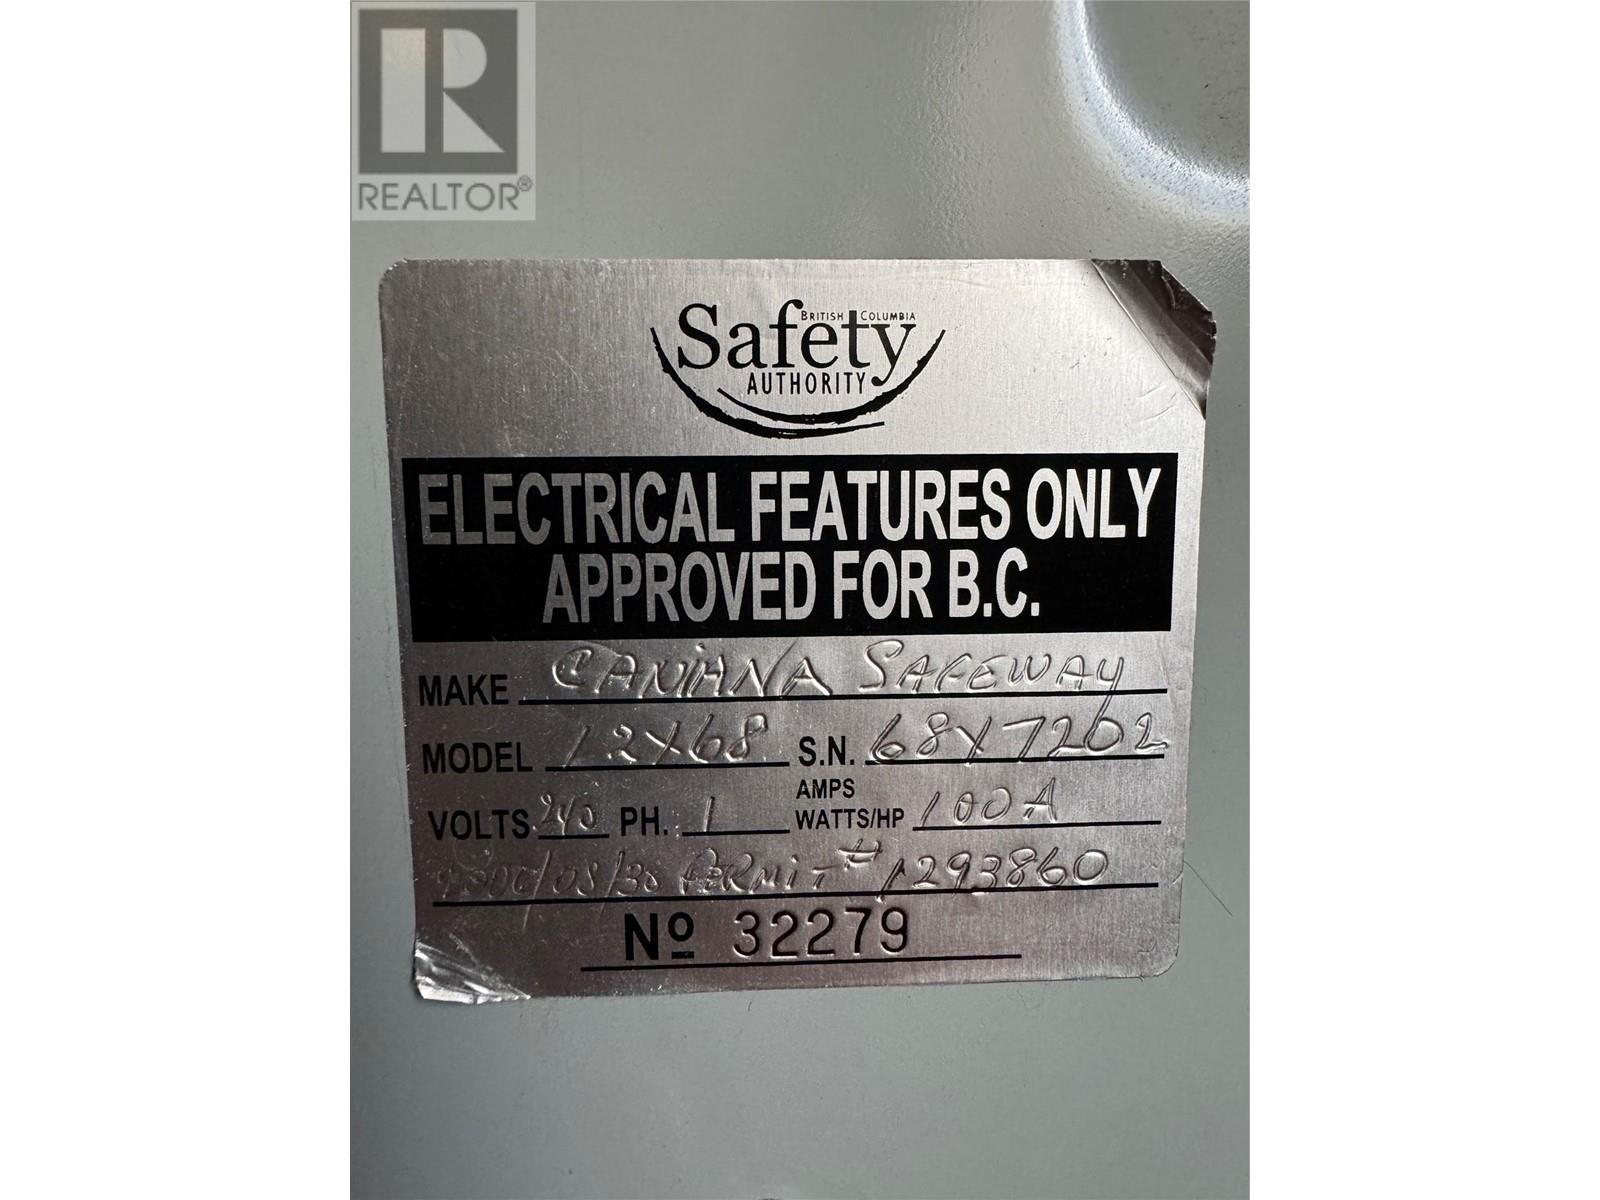 REALTOR®
BRITISH COLUMBIA
Safety
AUTHORITY
ELECTRICAL FEATURES ONLY
APPROVED FOR B.C.
MAKE CANIANA SAFEWAY
MODEL 12X68 S.N. 68X7202
VOLTS 240 PH. 1 AMPS WATTS/HP 100A
PERMIT # 1293860
Nº 32279